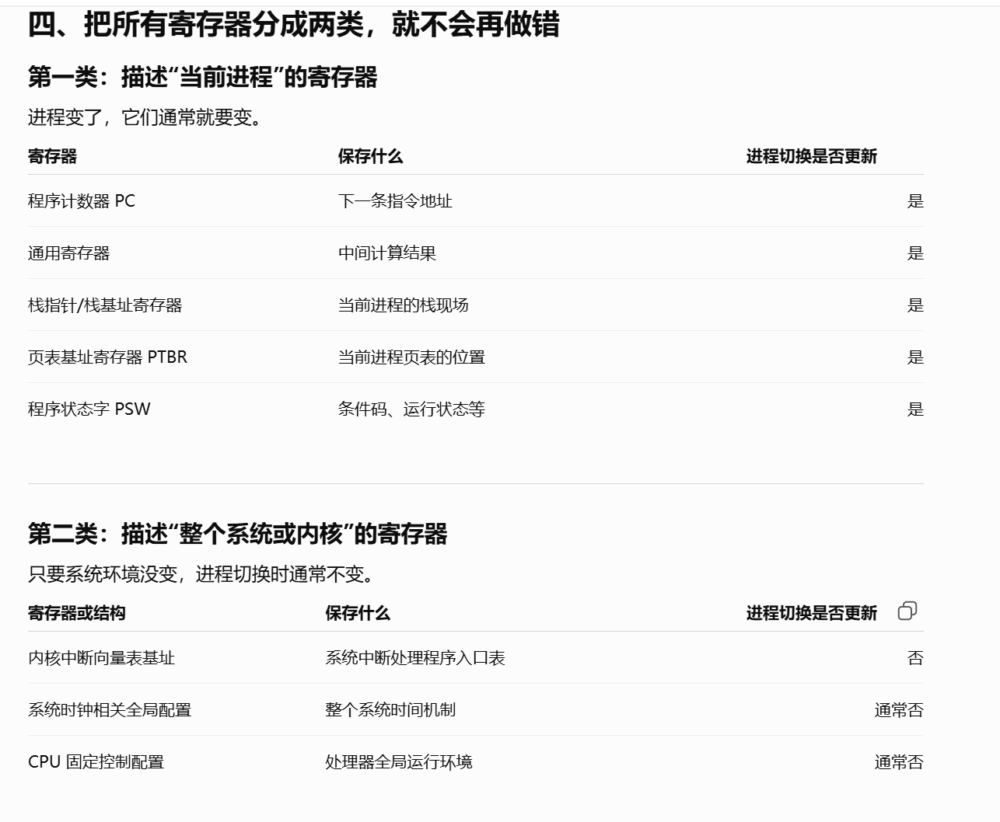 四、把所有寄存器分成两类，就不会再做错
第一类：描述“当前进程”的寄存器
进程变了，它们通常就要变。
寄存器 保存什么 进程切换是否更新
程序计数器 PC 下一条指令地址 是
通用寄存器 中间计算结果 是
栈指针/栈基址寄存器 当前进程的栈现场 是
页表基址寄存器 PTBR 当前进程页表的位置 是
程序状态字 PSW 条件码、运行状态等 是
第二类：描述“整个系统或内核”的寄存器
只要系统环境没变，进程切换时通常不变。
寄存器或结构 保存什么 进程切换是否更新
内核中断向量表基址 系统中断处理程序入口表 否
系统时钟相关全局配置 整个系统时间机制 通常否
CPU 固定控制配置 处理器全局运行环境 通常否